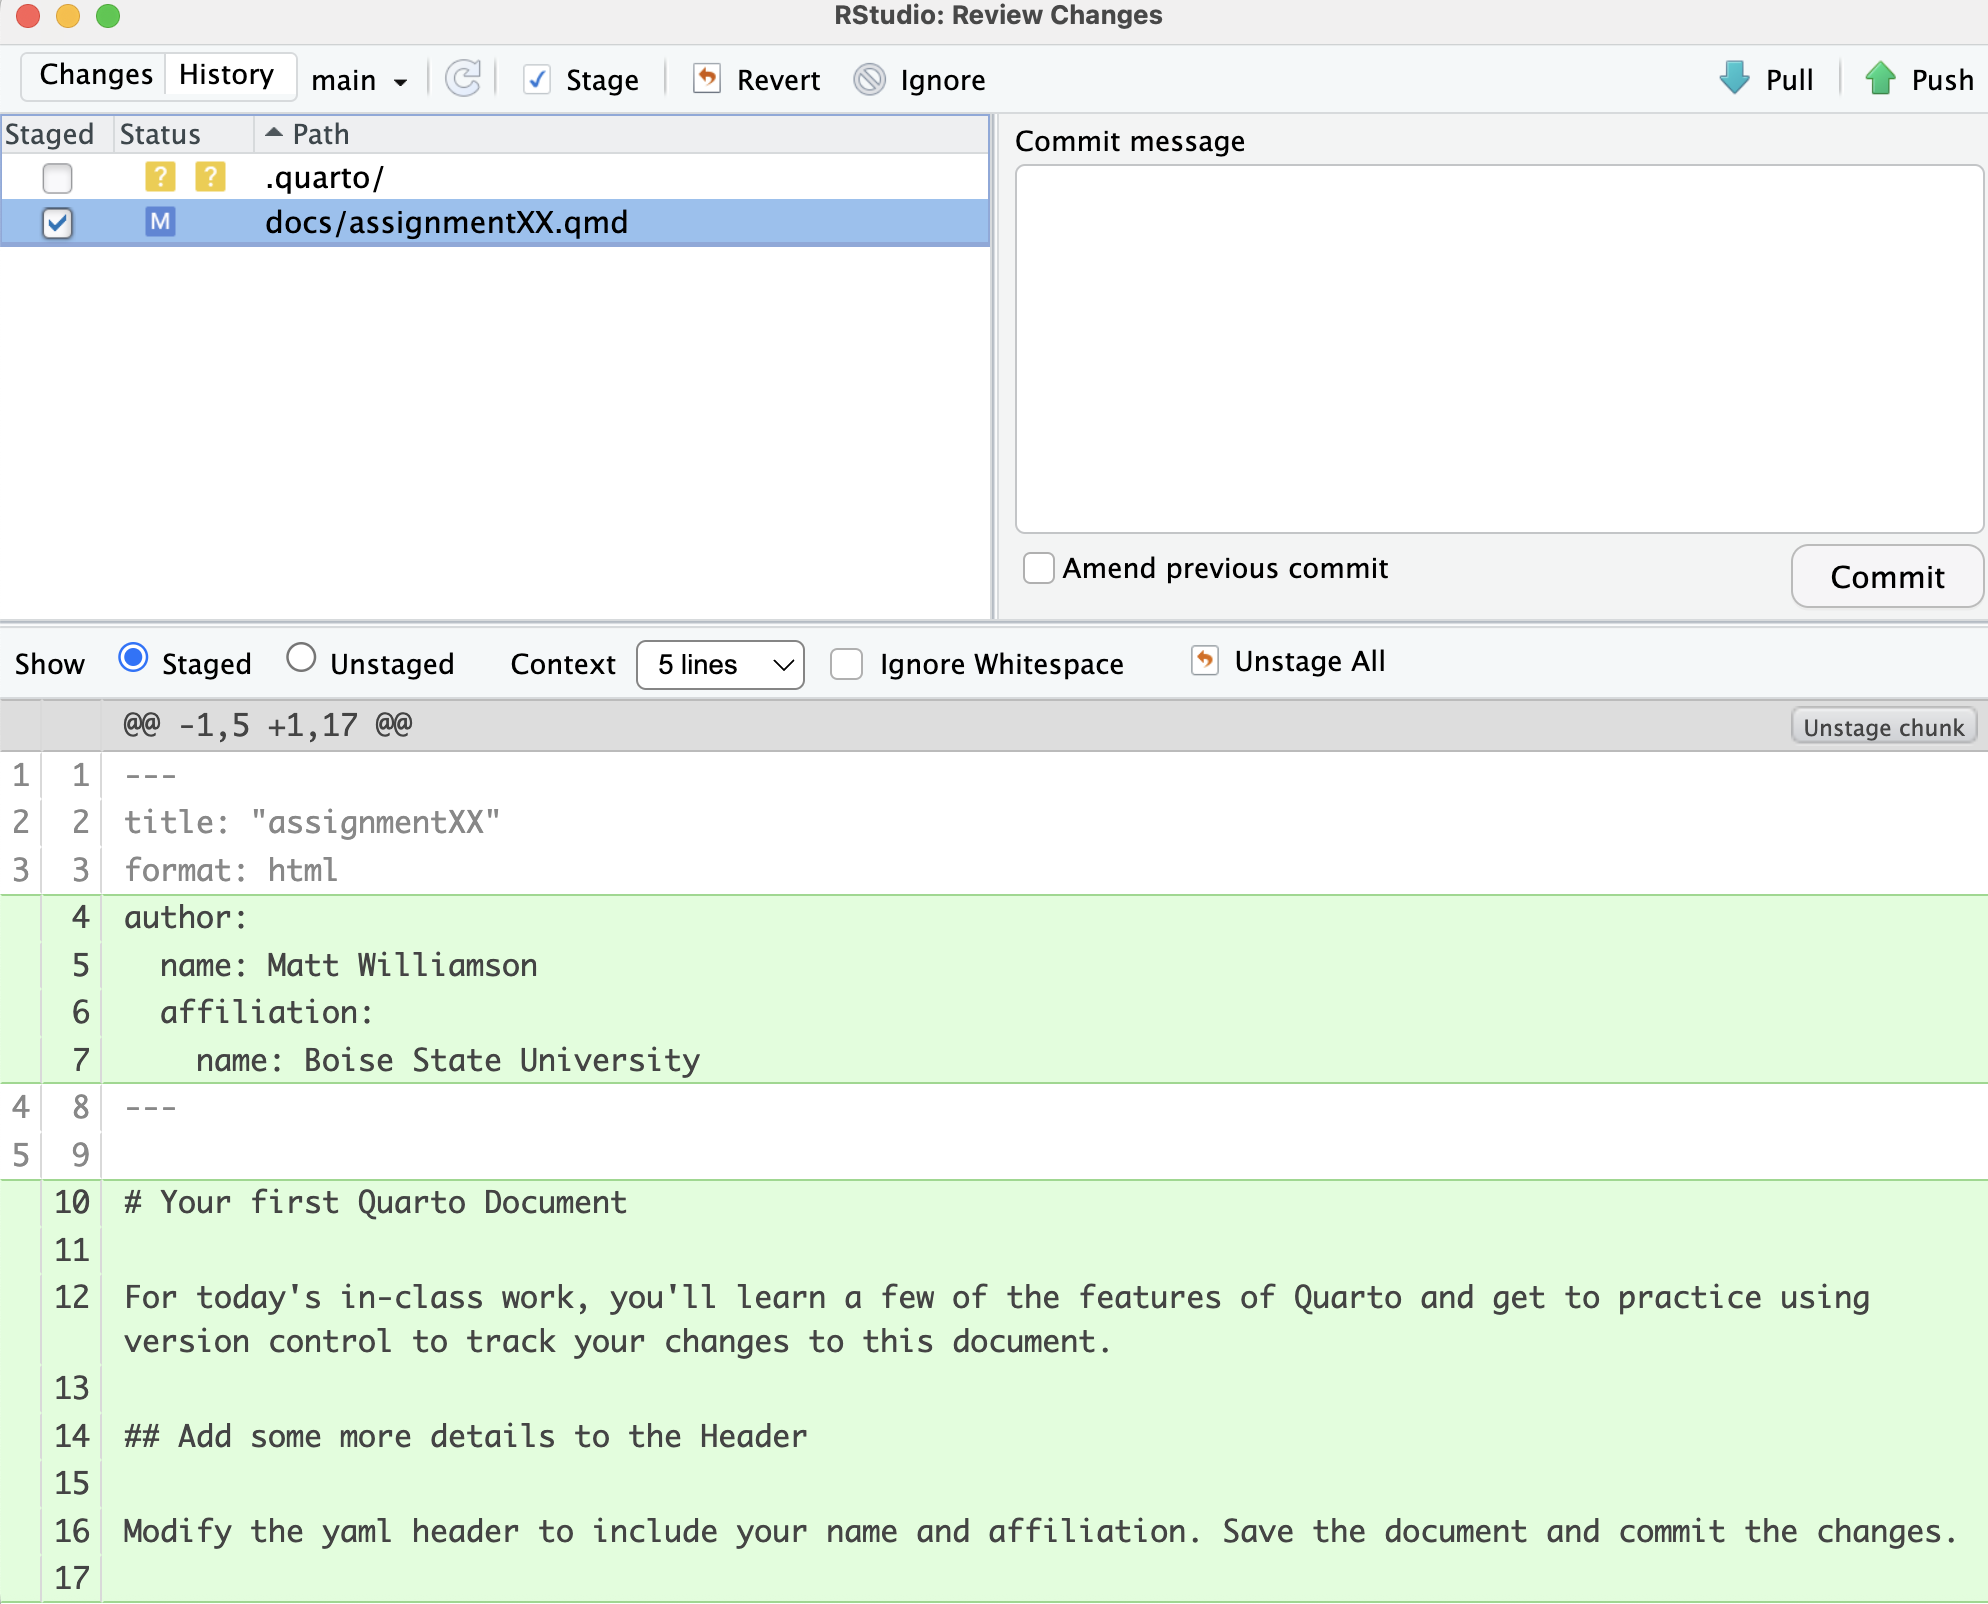 RStudio: Review Changes
Changes History main Stage Revert Ignore Pull Push
Staged Status Path
? ? .quarto/
M docs/assignmentXX.qmd
Commit message
Amend previous commit
Commit
Show Staged Unstaged Context 5 lines Ignore Whitespace Unstage All
@@ -1,5 +1,17 @@ Unstage chunk
1 1 ---
2 2 title: "assignmentXX"
3 3 format: html
4 author:
5 name: Matt Williamson
6 affiliation:
7 name: Boise State University
4 8 ---
5 9
10 # Your first Quarto Document
11
12 For today's in-class work, you'll learn a few of the features of Quarto and get to practice using
version control to track your changes to this document.
13
14 ## Add some more details to the Header
15
16 Modify the yaml header to include your name and affiliation. Save the document and commit the changes.
17